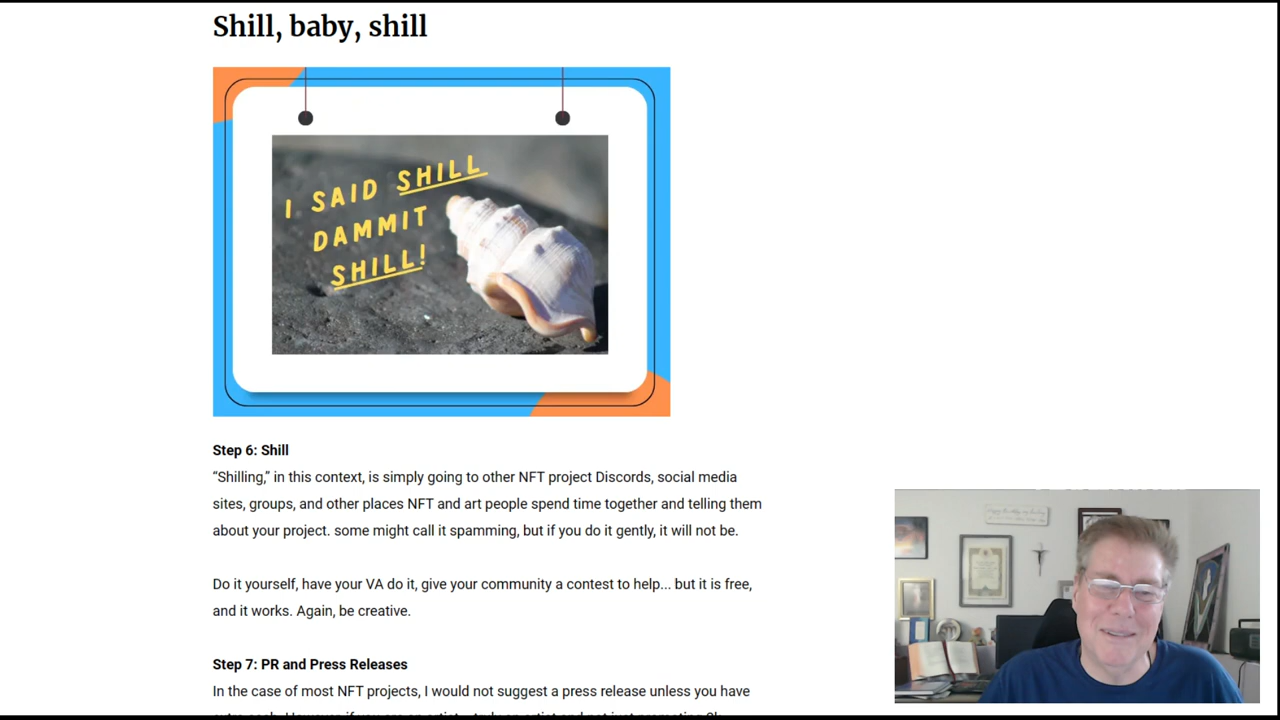 Shill, baby, shill
I SAID SHILL
DAMMIT
SHILL!
Step 6: Shill
“Shilling,” in this context, is simply going to other NFT project Discords, social media
sites, groups, and other places NFT and art people spend time together and telling them
about your project. some might call it spamming, but if you do it gently, it will not be.
Do it yourself, have your VA do it, give your community a contest to help... but it is free,
and it works. Again, be creative.
Step 7: PR and Press Releases
In the case of most NFT projects, I would not suggest a press release unless you have